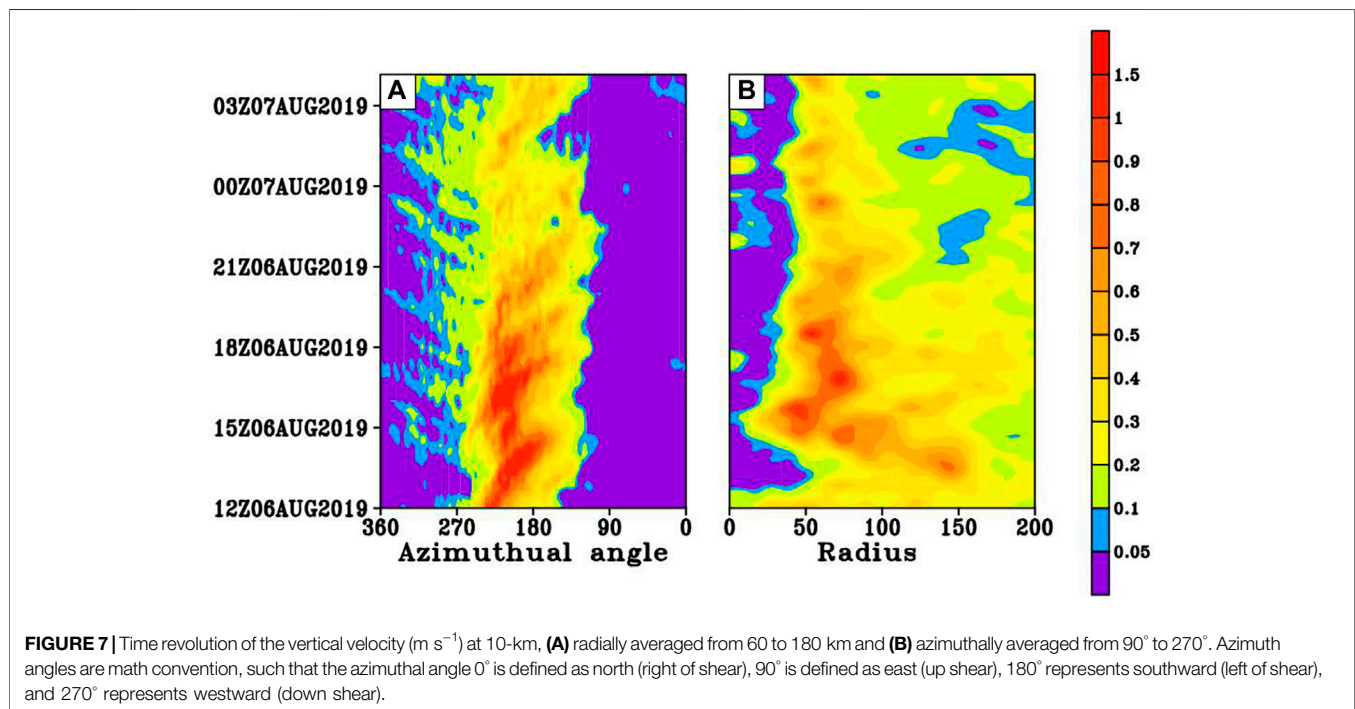 A
B
03Z07AUG2019
00Z07AUG2019
21Z06AUG2019
18Z06AUG2019
15Z06AUG2019
12Z06AUG2019
360 270 180 90 0
Azimuthual angle
0 50 100 150 200
Radius
1.5
1
0.9
0.8
0.7
0.6
0.5
0.4
0.3
0.2
0.1
0.05
FIGURE 7 | Time revolution of the vertical velocity (m s⁻¹) at 10-km, (A) radially averaged from 60 to 180 km and (B) azimuthally averaged from 90° to 270°. Azimuth
angles are math convention, such that the azimuthal angle 0° is defined as north (right of shear), 90° is defined as east (up shear), 180° represents southward (left of shear),
and 270° represents westward (down shear).